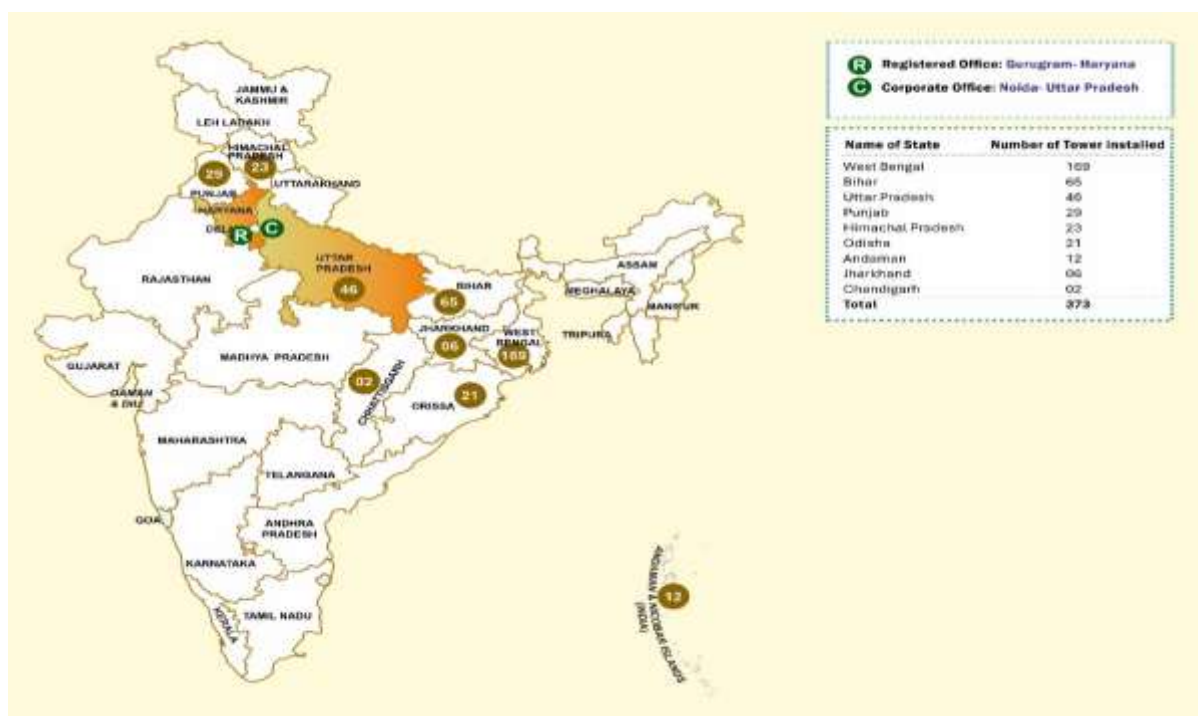 JAMMU &
KASHMIR
LEH LADAKH
HIMACHAL
PRADESH
23
29
PUNJAB
UTTARAKHAND
HARYANA
R
C
RAJASTHAN
UTTAR
PRADESH
46
BIHAR
65
ASSAM
MEGHALAYA
MANIPUR
TRIPURA
JHARKHAND
06
WEST
BENGAL
169
GUJARAT
DAMAN
& DIU
MADHYA PRADESH
02
CHHATTISGARH
21
ORISSA
MAHARASHTRA
TELANGANA
GOA
ANDHRA
PRADESH
KARNATAKA
KERALA
TAMIL NADU
12
ANDAMAN & NICOBAR ISLANDS
(INDIA)
R Registered Office: Gurugram- Haryana
C Corporate Office: Noida- Uttar Pradesh
Name of State Number of Tower Installed
West Bengal 169
Bihar 65
Uttar Pradesh 46
Punjab 29
Himachal Pradesh 23
Odisha 21
Andaman 12
Jharkhand 06
Chandigarh 02
Total 373